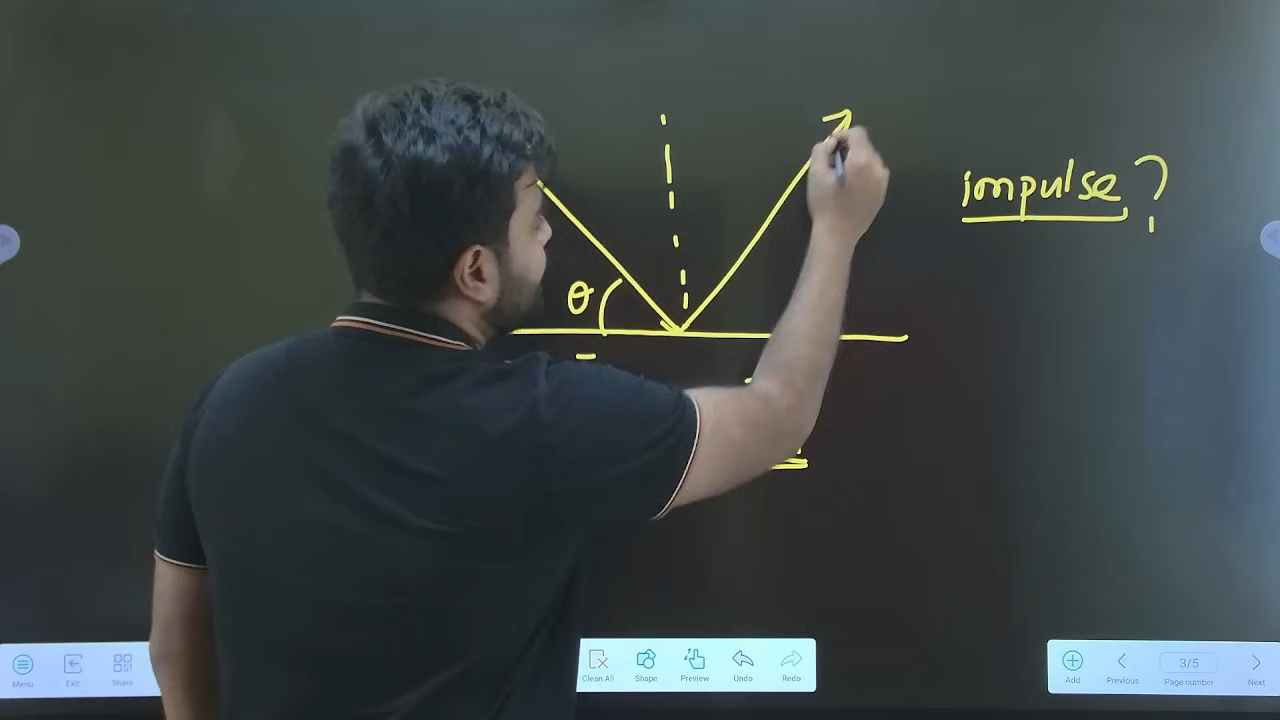 impulse ?
θ
Menu
Exit
Share
Clean All
Shape
Preview
Undo
Redo
Add
Previous
3/5
Page number
Next